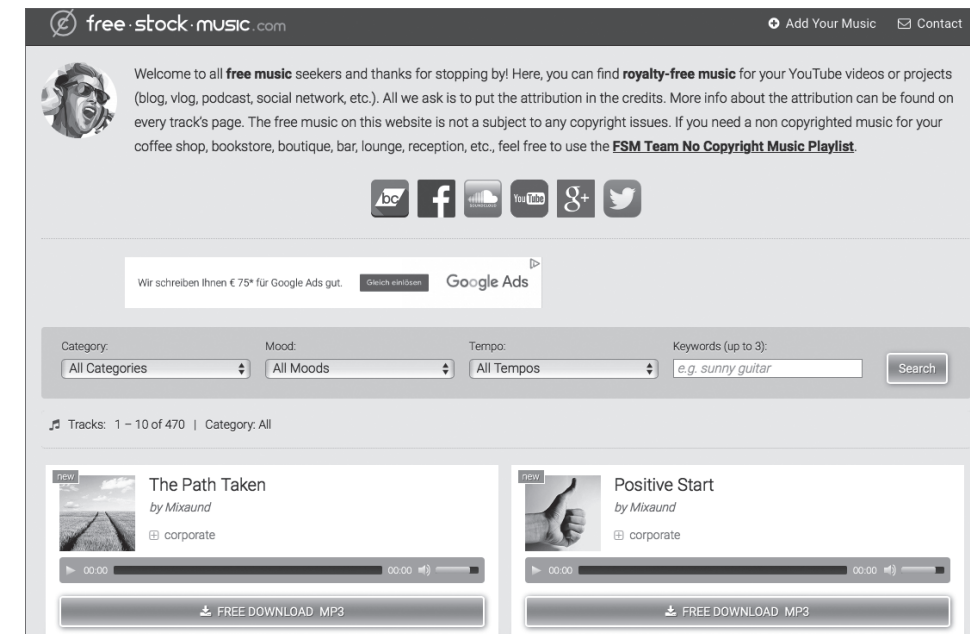 free·stock·music.com
Add Your Music
Contact
Welcome to all free music seekers and thanks for stopping by! Here, you can find royalty-free music for your YouTube videos or projects
(blog, vlog, podcast, social network, etc.). All we ask is to put the attribution in the credits. More info about the attribution can be found on
every track's page. The free music on this website is not a subject to any copyright issues. If you need a non copyrighted music for your
coffee shop, bookstore, boutique, bar, lounge, reception, etc., feel free to use the FSM Team No Copyright Music Playlist.
bc
f
You Tube
g+
Wir schreiben Ihnen € 75* für Google Ads gut.
Gleich einlösen
Google Ads
Category:
Mood:
Tempo:
Keywords (up to 3):
All Categories
All Moods
All Tempos
e.g. sunny guitar
Search
Tracks: 1 – 10 of 470 | Category: All
new
The Path Taken
by Mixaund
corporate
00:00
00:00
FREE DOWNLOAD MP3
new
Positive Start
by Mixaund
corporate
00:00
00:00
FREE DOWNLOAD MP3